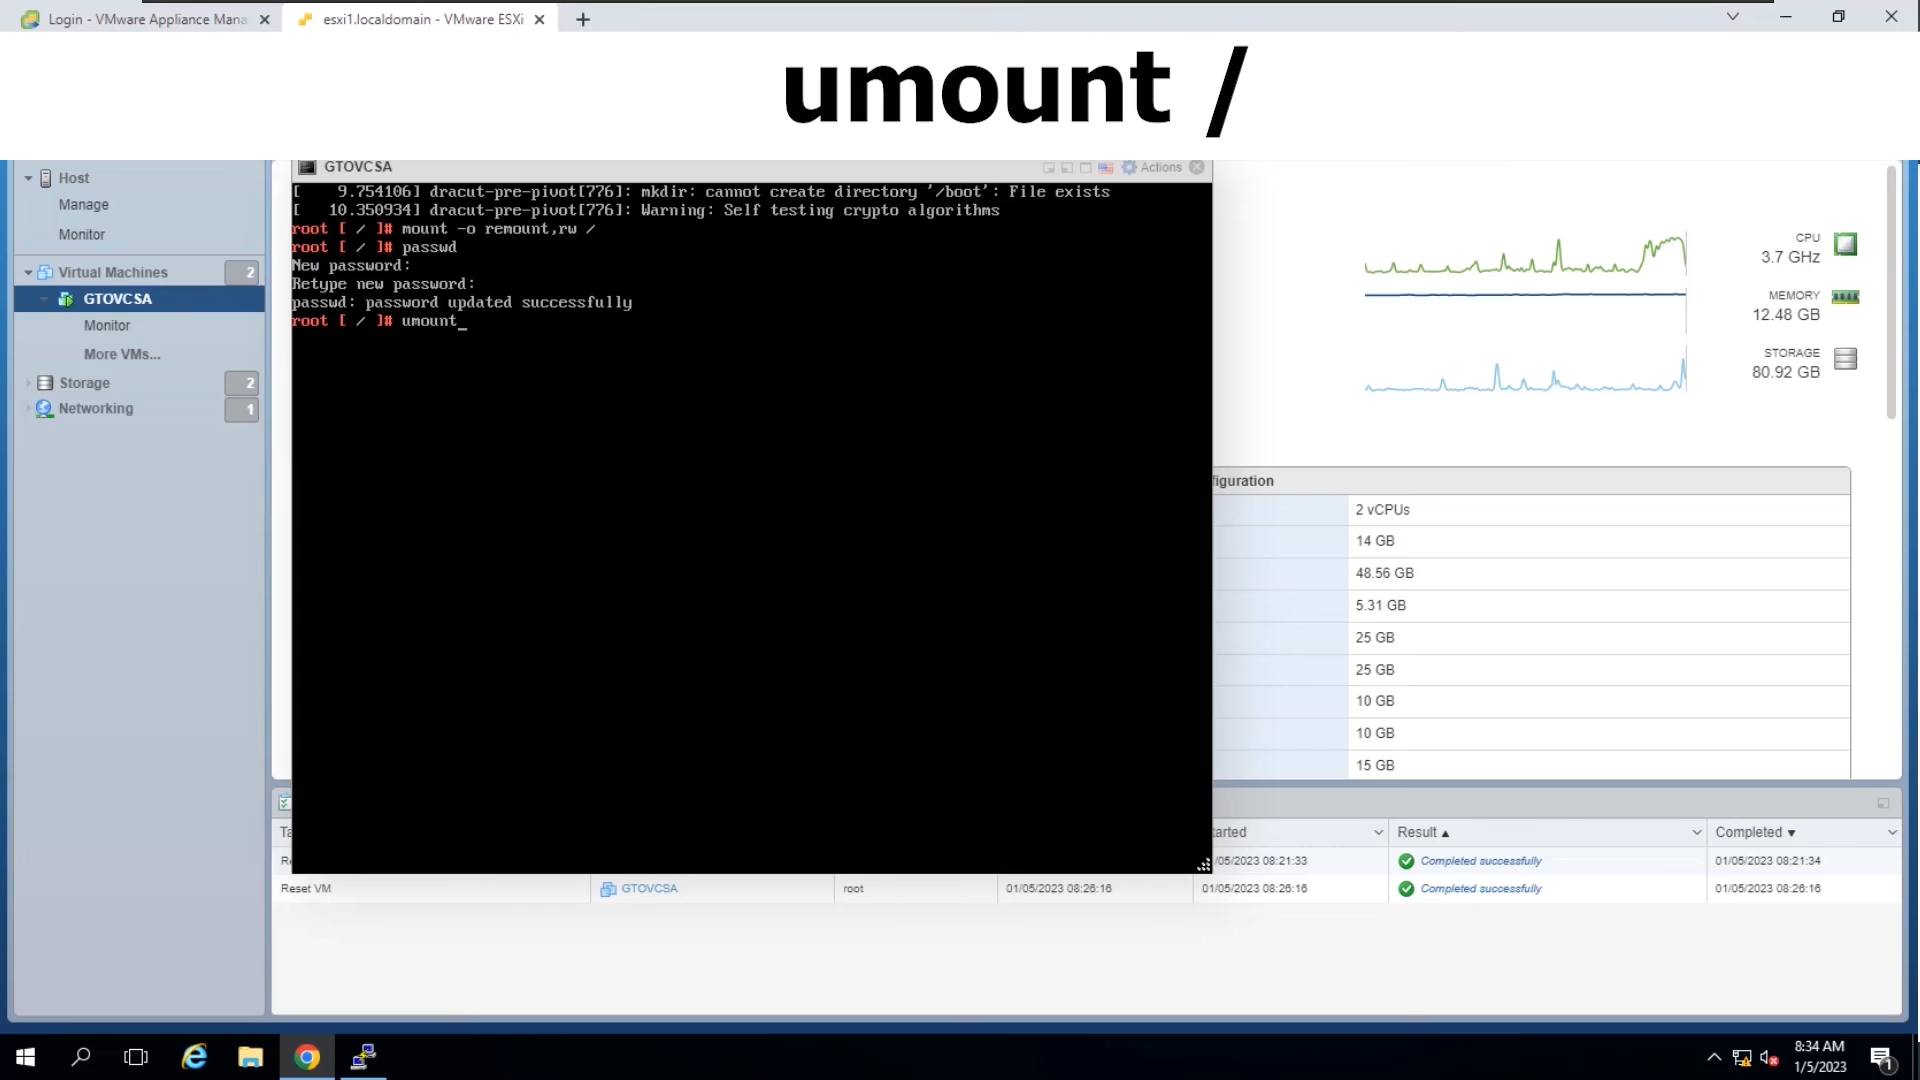 Login - VMware Appliance Mana
esxi1.localdomain - VMware ESXi
umount /
GTOVCSA
Actions
Host
Manage
Monitor
Virtual Machines 2
GTOVCSA
Monitor
More VMs...
Storage 2
Networking 1
[    9.754106] dracut-pre-pivot[776]: mkdir: cannot create directory '/boot': File exists
[   10.350934] dracut-pre-pivot[776]: Warning: Self testing crypto algorithms
root [ / ]# mount -o remount,rw /
root [ / ]# passwd
New password:
Retype new password:
passwd: password updated successfully
root [ / ]# umount_
CPU
3.7 GHz
MEMORY
12.48 GB
STORAGE
80.92 GB
figuration
2 vCPUs
14 GB
48.56 GB
5.31 GB
25 GB
25 GB
10 GB
10 GB
15 GB
Ta
tarted Result ▲ Completed ▼
Re
/05/2023 08:21:33 Completed successfully 01/05/2023 08:21:34
Reset VM GTOVCSA root 01/05/2023 08:26:16 01/05/2023 08:26:16 Completed successfully 01/05/2023 08:26:16
8:34 AM
1/5/2023
1